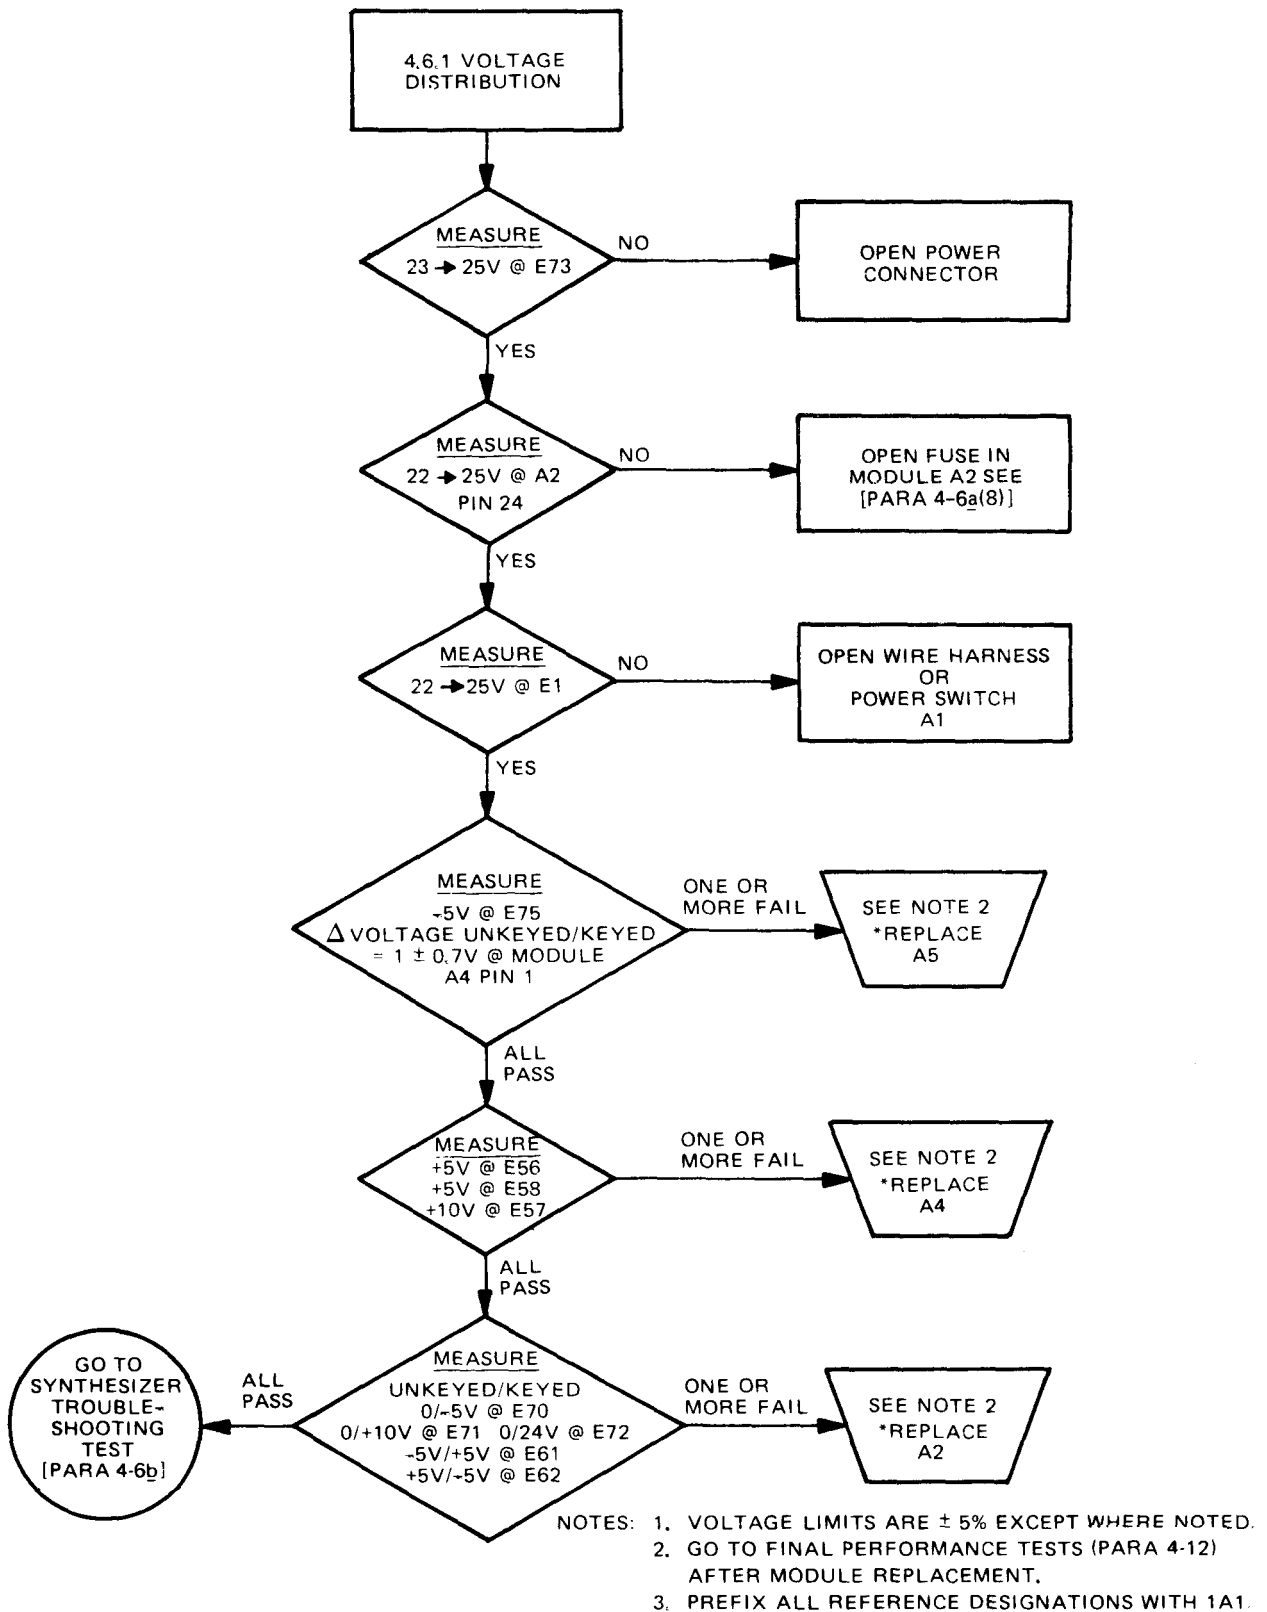 4.6.1 VOLTAGE
DISTRIBUTION
MEASURE
23 → 25V @ E73
NO
OPEN POWER
CONNECTOR
YES
MEASURE
22 → 25V @ A2
PIN 24
NO
OPEN FUSE IN
MODULE A2 SEE
[PARA 4-6a(8)]
YES
MEASURE
22 → 25V @ E1
NO
OPEN WIRE HARNESS
OR
POWER SWITCH
A1
YES
MEASURE
-5V @ E75
Δ VOLTAGE UNKEYED/KEYED
= 1 ± 0.7V @ MODULE
A4 PIN 1
ONE OR
MORE FAIL
SEE NOTE 2
*REPLACE
A5
ALL
PASS
MEASURE
+5V @ E56
+5V @ E58
+10V @ E57
ONE OR
MORE FAIL
SEE NOTE 2
*REPLACE
A4
ALL
PASS
MEASURE
UNKEYED/KEYED
0/-5V @ E70
0/+10V @ E71 0/24V @ E72
-5V/+5V @ E61
+5V/-5V @ E62
ONE OR
MORE FAIL
SEE NOTE 2
*REPLACE
A2
ALL
PASS
GO TO
SYNTHESIZER
TROUBLE-
SHOOTING
TEST
[PARA 4-6b]
NOTES: 1. VOLTAGE LIMITS ARE ± 5% EXCEPT WHERE NOTED.
2. GO TO FINAL PERFORMANCE TESTS (PARA 4-12)
AFTER MODULE REPLACEMENT.
3. PREFIX ALL REFERENCE DESIGNATIONS WITH 1A1.